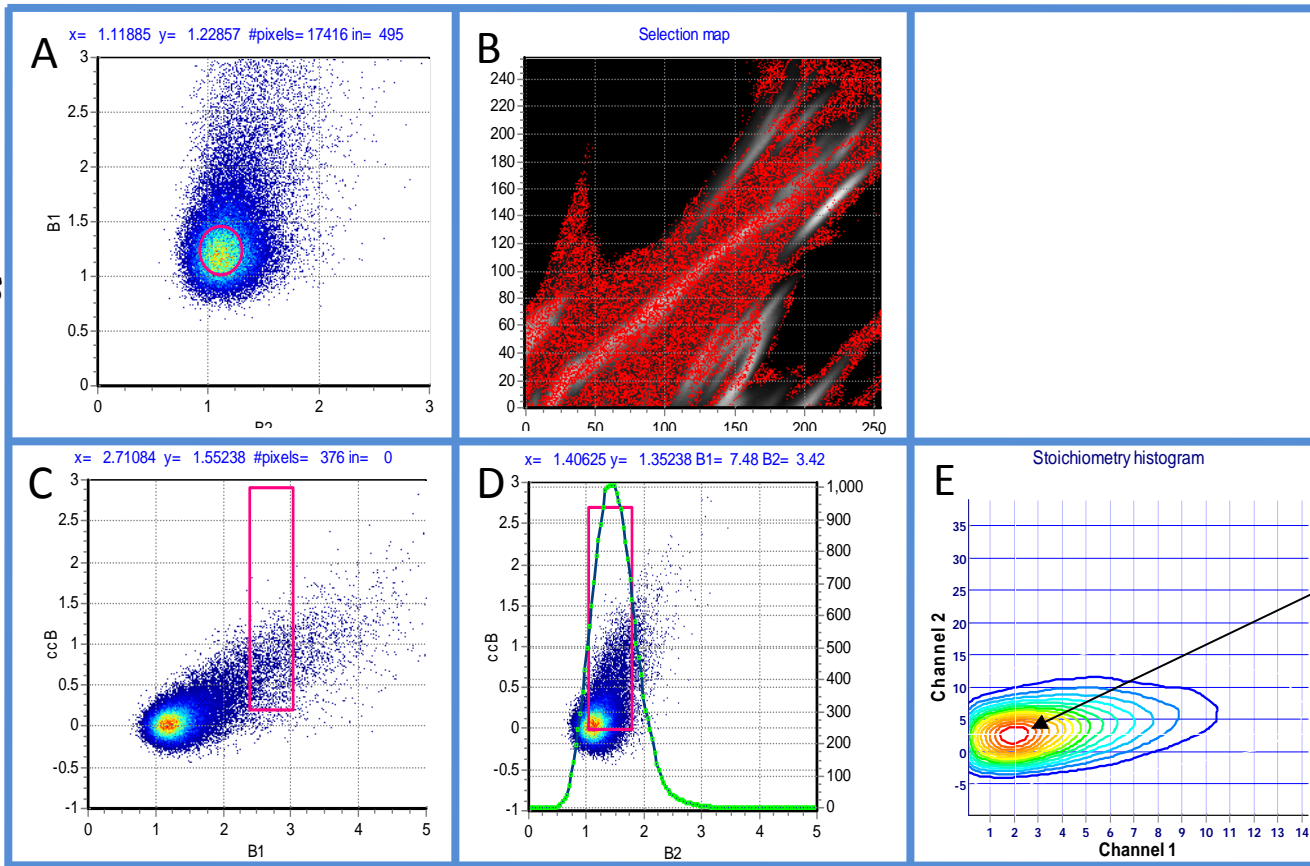 A
x= 1.11885 y= 1.22857 #pixels= 17416 in= 495
3
2.5
2
1.5
1
0.5
0
B1
0 1 2 3
B
Selection map
240
220
200
180
160
140
120
100
80
60
40
20
0
0 50 100 150 200 250
C
x= 2.71084 y= 1.55238 #pixels= 376 in= 0
3
2.5
2
1.5
1
0.5
0
-0.5
-1
ccB
0 1 2 3 4 5
B1
D
x= 1.40625 y= 1.35238 B1= 7.48 B2= 3.42
3
2.5
2
1.5
1
0.5
0
-0.5
-1
ccB
1,000
900
800
700
600
500
400
300
200
100
0
0 1 2 3 4 5
B2
E
Stoichiometry histogram
35
30
25
20
15
10
5
0
-5
Channel 2
1 2 3 4 5 6 7 8 9 10 11 12 13 14
Channel 1